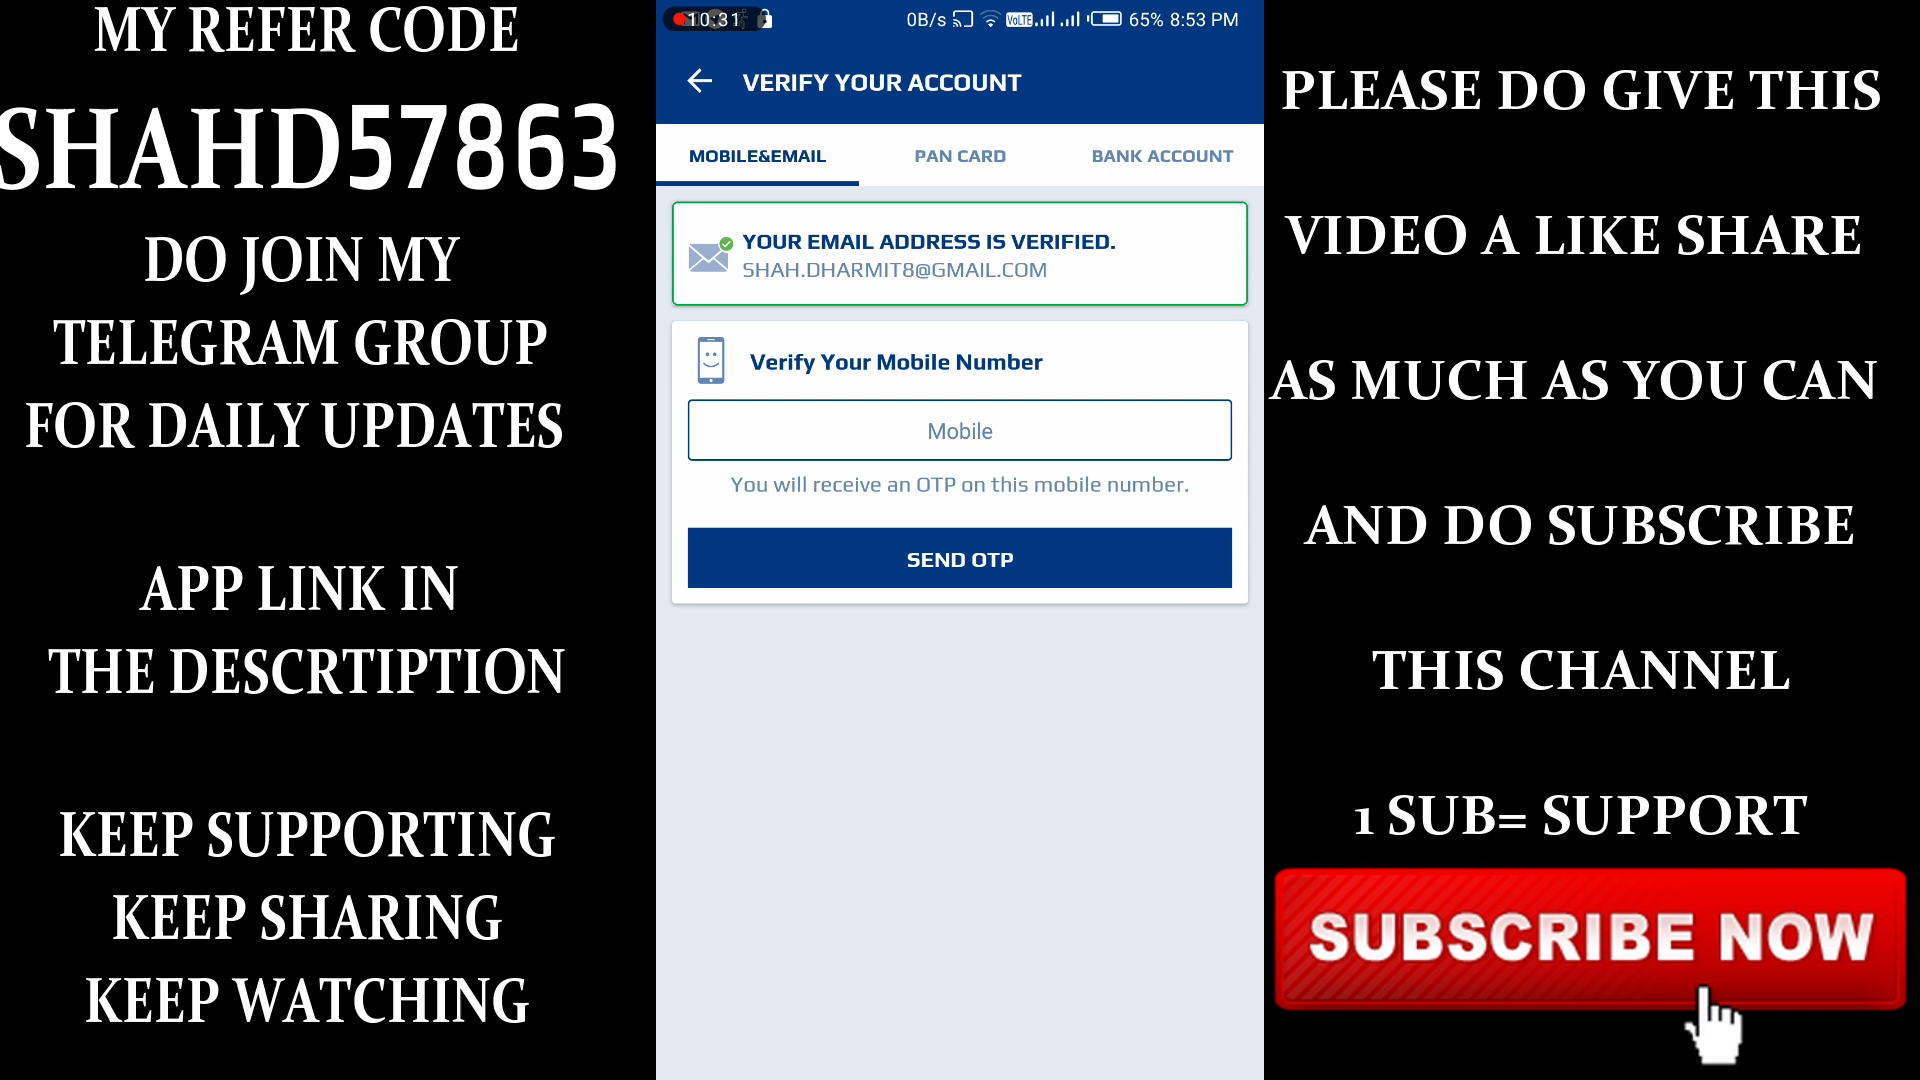 MY REFER CODE
SHAHD57863
DO JOIN MY
TELEGRAM GROUP
FOR DAILY UPDATES
APP LINK IN
THE DESCRTIPTION
KEEP SUPPORTING
KEEP SHARING
KEEP WATCHING
10:31
0B/s VoLTE 65% 8:53 PM
VERIFY YOUR ACCOUNT
MOBILE&EMAIL PAN CARD BANK ACCOUNT
YOUR EMAIL ADDRESS IS VERIFIED.
SHAH.DHARMIT8@GMAIL.COM
Verify Your Mobile Number
Mobile
You will receive an OTP on this mobile number.
SEND OTP
PLEASE DO GIVE THIS
VIDEO A LIKE SHARE
AS MUCH AS YOU CAN
AND DO SUBSCRIBE
THIS CHANNEL
1 SUB= SUPPORT
SUBSCRIBE NOW